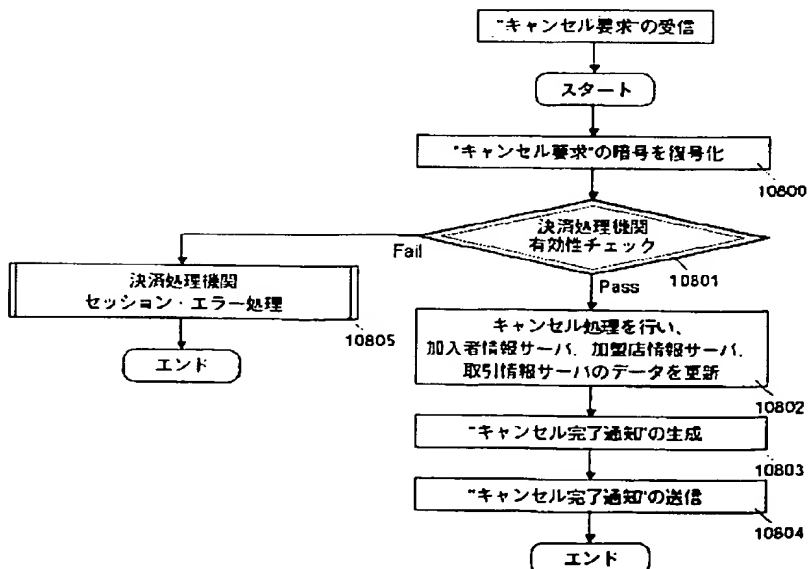 "キャンセル要求"の受信
スタート
"キャンセル要求"の暗号を復号化
10800
決済処理機関
有効性チェック
10801
Fail
Pass
決済処理機関
セッション・エラー処理
10805
エンド
キャンセル処理を行い、
加入者情報サーバ、加盟店情報サーバ、
取引情報サーバのデータを更新
10802
"キャンセル完了通知"の生成
10803
"キャンセル完了通知"の送信
10804
エンド